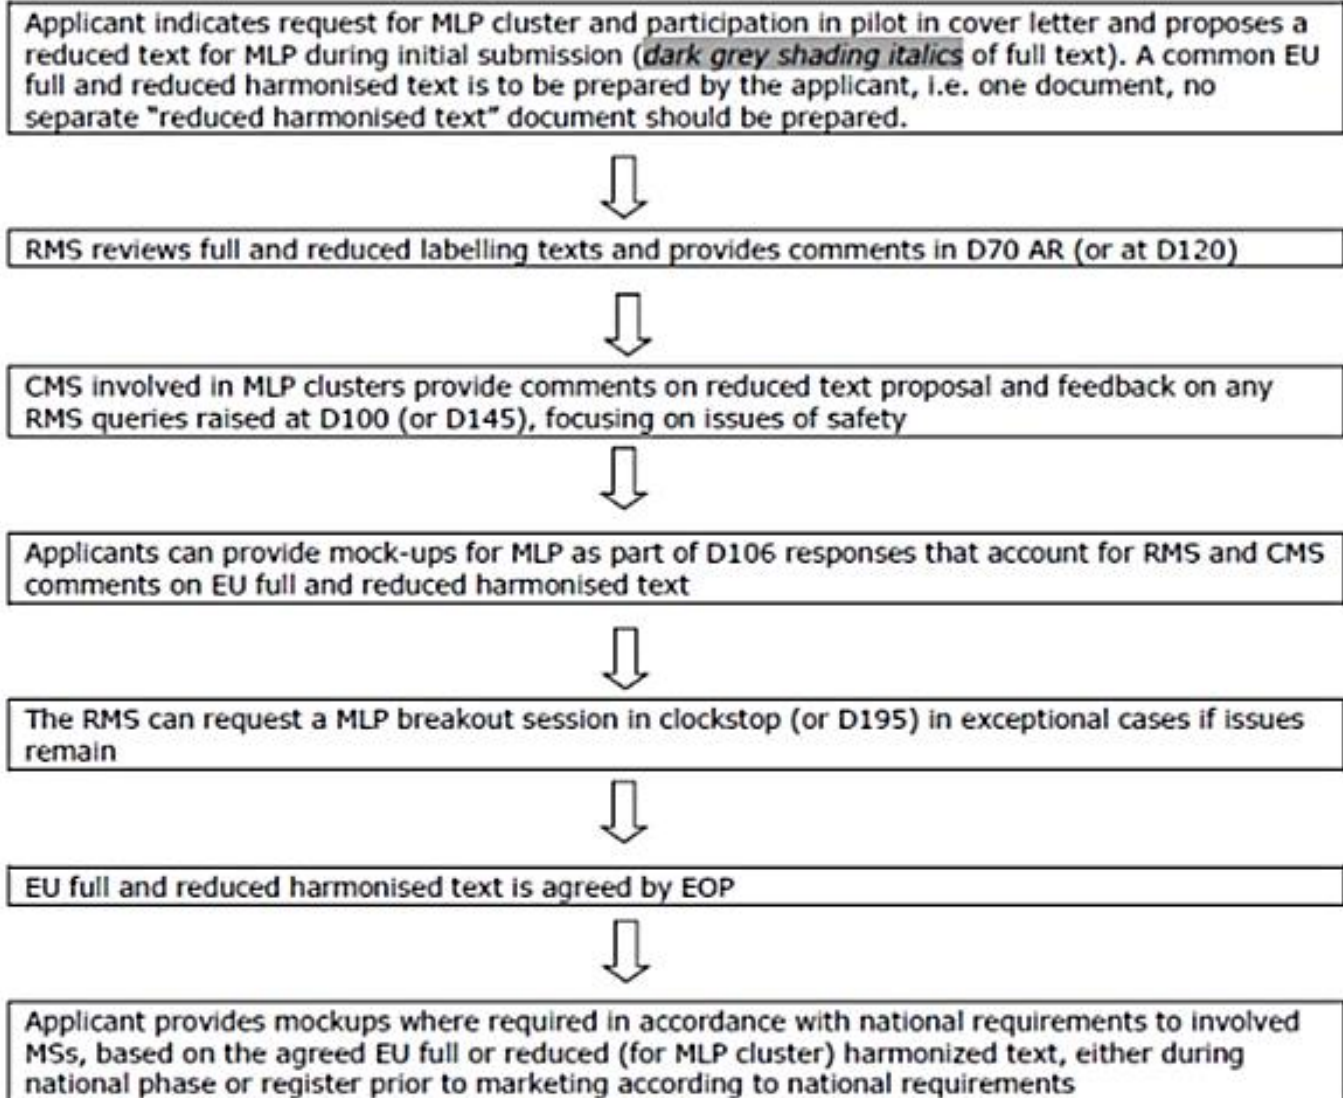 Applicant indicates request for MLP cluster and participation in pilot in cover letter and proposes a
reduced text for MLP during initial submission (dark grey shading italics of full text). A common EU
full and reduced harmonised text is to be prepared by the applicant, i.e. one document, no
separate "reduced harmonised text" document should be prepared.
RMS reviews full and reduced labelling texts and provides comments in D70 AR (or at D120)
CMS involved in MLP clusters provide comments on reduced text proposal and feedback on any
RMS queries raised at D100 (or D145), focusing on issues of safety
Applicants can provide mock-ups for MLP as part of D106 responses that account for RMS and CMS
comments on EU full and reduced harmonised text
The RMS can request a MLP breakout session in clockstop (or D195) in exceptional cases if issues
remain
EU full and reduced harmonised text is agreed by EOP
Applicant provides mockups where required in accordance with national requirements to involved
MSs, based on the agreed EU full or reduced (for MLP cluster) harmonized text, either during
national phase or register prior to marketing according to national requirements